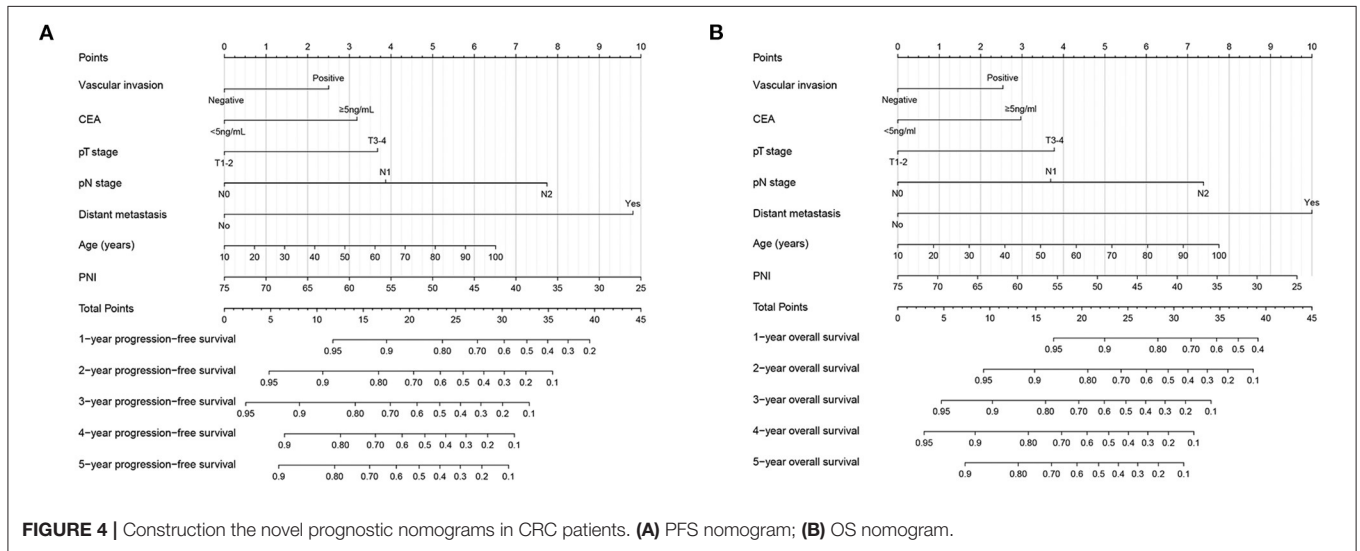 A
Points
0 1 2 3 4 5 6 7 8 9 10
Vascular invasion
Positive
Negative
CEA
≥5ng/mL
<5ng/mL
pT stage
T3-4
T1-2
pN stage
N1
N0 N2
Distant metastasis
Yes
No
Age (years)
10 20 30 40 50 60 70 80 90 100
PNI
75 70 65 60 55 50 45 40 35 30 25
Total Points
0 5 10 15 20 25 30 35 40 45
1−year progression−free survival
0.95 0.9 0.80 0.70 0.6 0.5 0.4 0.3 0.2
2−year progression−free survival
0.95 0.9 0.80 0.70 0.6 0.5 0.4 0.3 0.2 0.1
3−year progression−free survival
0.95 0.9 0.80 0.70 0.6 0.5 0.4 0.3 0.2 0.1
4−year progression−free survival
0.9 0.80 0.70 0.6 0.5 0.4 0.3 0.2 0.1
5−year progression−free survival
0.9 0.80 0.70 0.6 0.5 0.4 0.3 0.2 0.1
B
Points
0 1 2 3 4 5 6 7 8 9 10
Vascular invasion
Positive
Negative
CEA
≥5ng/ml
<5ng/ml
pT stage
T3-4
T1-2
pN stage
N1
N0 N2
Distant metastasis
Yes
No
Age (years)
10 20 30 40 50 60 70 80 90 100
PNI
75 70 65 60 55 50 45 40 35 30 25
Total Points
0 5 10 15 20 25 30 35 40 45
1−year overall survival
0.95 0.9 0.80 0.70 0.6 0.5 0.4
2−year overall survival
0.95 0.9 0.80 0.70 0.6 0.5 0.4 0.3 0.2 0.1
3−year overall survival
0.95 0.9 0.80 0.70 0.6 0.5 0.4 0.3 0.2 0.1
4−year overall survival
0.95 0.9 0.80 0.70 0.6 0.5 0.4 0.3 0.2 0.1
5−year overall survival
0.9 0.80 0.70 0.6 0.5 0.4 0.3 0.2 0.1
FIGURE 4 | Construction the novel prognostic nomograms in CRC patients. (A) PFS nomogram; (B) OS nomogram.